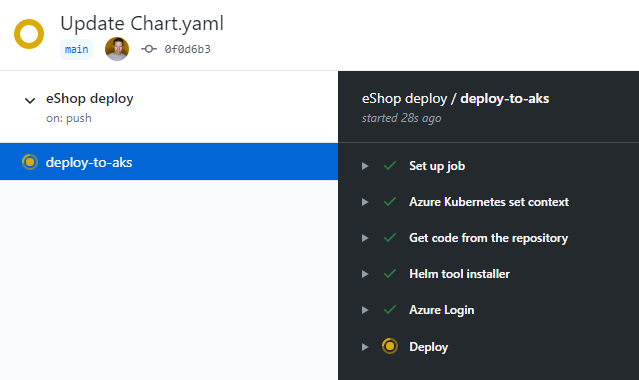 Update Chart.yaml
main 0f0d6b3
eShop deploy
on: push
deploy-to-aks
eShop deploy / deploy-to-aks
started 28s ago
Set up job
Azure Kubernetes set context
Get code from the repository
Helm tool installer
Azure Login
Deploy